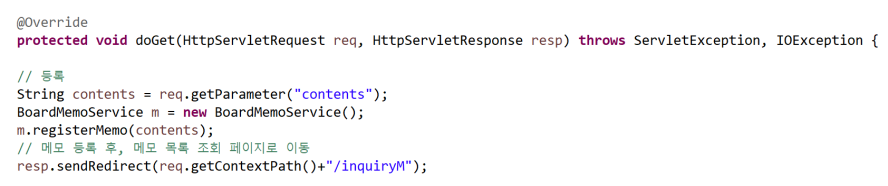 @Override
protected void doGet(HttpServletRequest req, HttpServletResponse resp) throws ServletException, IOException {
// 등록
String contents = req.getParameter("contents");
BoardMemoService m = new BoardMemoService();
m.registerMemo(contents);
// 메모 등록 후, 메모 목록 조회 페이지로 이동
resp.sendRedirect(req.getContextPath()+"/inquiryM");